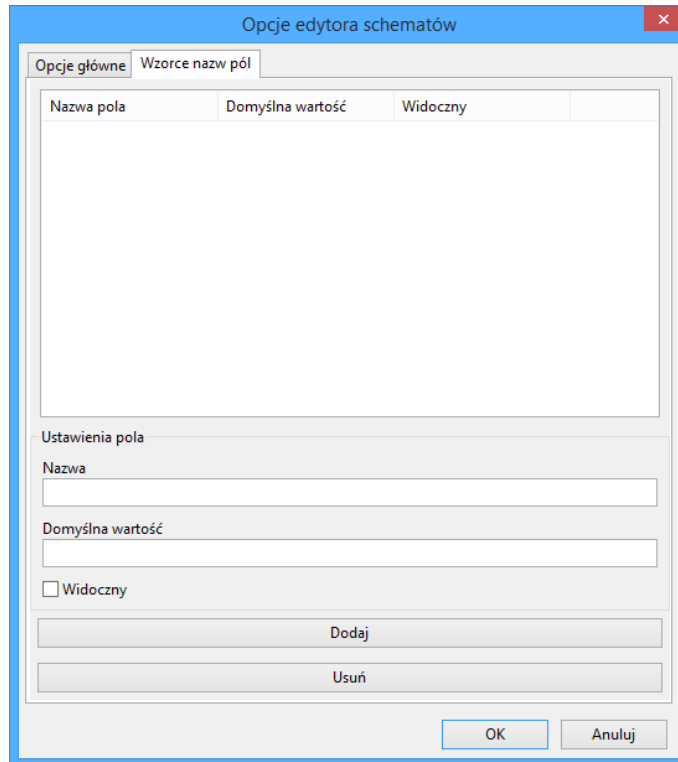 Opcje edytora schematów
Opcje główne Wzorce nazw pól
Nazwa pola Domyślna wartość Widoczny
Ustawienia pola
Nazwa
Domyślna wartość
Widoczny
Dodaj
Usuń
OK Anuluj